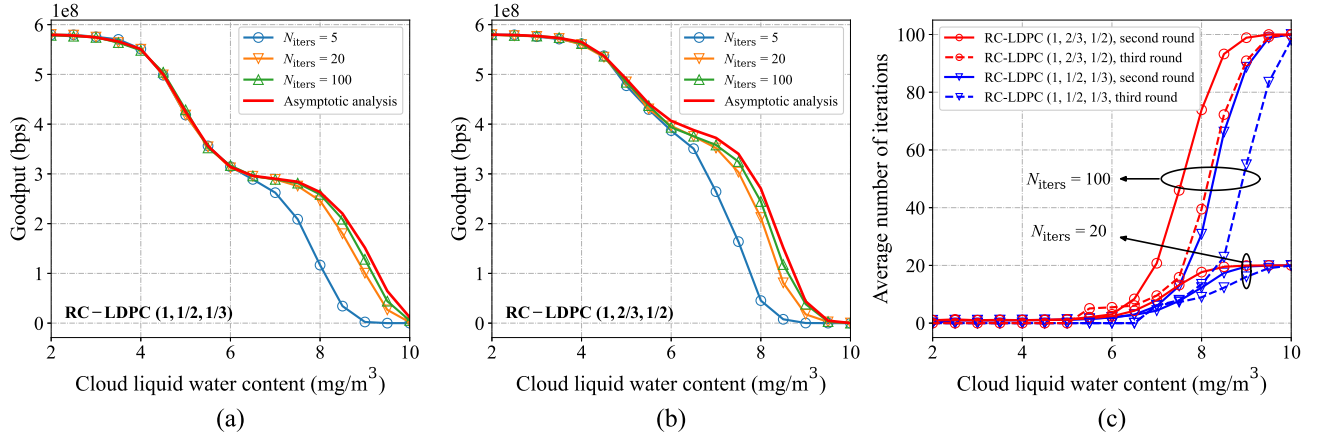 1e8
6
5
4
3
2
1
0
Goodput (bps)
N_iters = 5
N_iters = 20
N_iters = 100
Asymptotic analysis
RC−LDPC (1, 1/2, 1/3)
2 4 6 8 10
Cloud liquid water content (mg/m³)
(a)
1e8
6
5
4
3
2
1
0
Goodput (bps)
N_iters = 5
N_iters = 20
N_iters = 100
Asymptotic analysis
RC−LDPC (1, 2/3, 1/2)
2 4 6 8 10
Cloud liquid water content (mg/m³)
(b)
100
80
60
40
20
0
Average number of iterations
RC-LDPC (1, 2/3, 1/2), second round
RC-LDPC (1, 2/3, 1/2), third round
RC-LDPC (1, 1/2, 1/3), second round
RC-LDPC (1, 1/2, 1/3, third round
N_iters = 100
N_iters = 20
2 4 6 8 10
Cloud liquid water content (mg/m³)
(c)